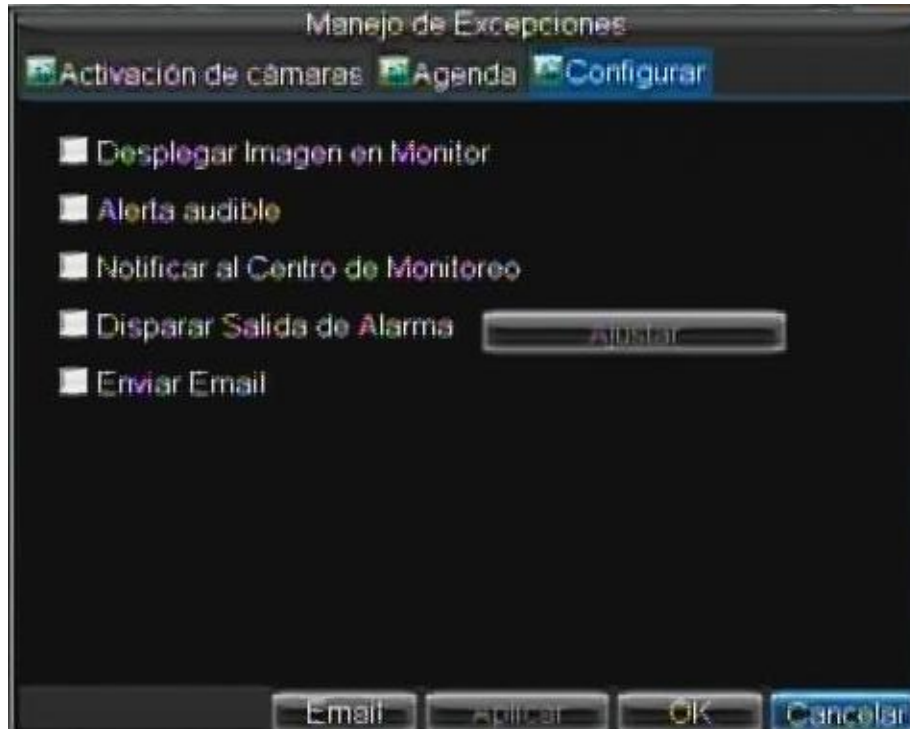 Manejo de Excepciones
Activación de cámaras Agenda Configurar
Desplegar Imagen en Monitor
Alerta audible
Notificar al Centro de Monitoreo
Disparar Salida de Alarma Ajustar
Enviar Email
Email Aplicar OK Cancelar